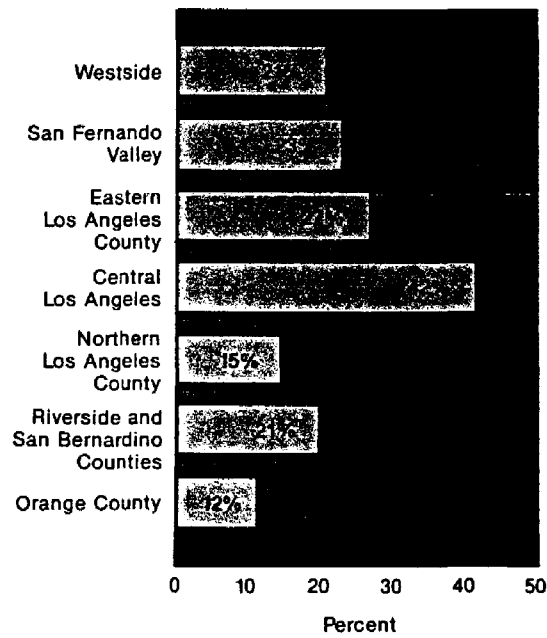 Westside
San Fernando
Valley
Eastern
Los Angeles
County
Central
Los Angeles
Northern
Los Angeles
County
15%
Riverside and
San Bernardino
Counties
21%
Orange County
12%
0 10 20 30 40 50
Percent